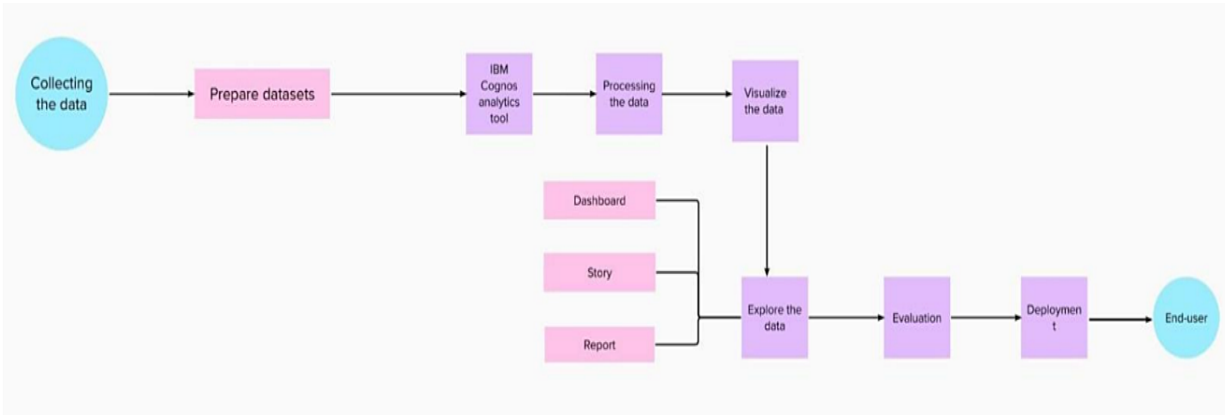 Collecting
the data
Prepare datasets
IBM
Cognos
analytics
tool
Processing
the data
Visualize
the data
Dashboard
Story
Report
Explore the
data
Evaluation
Deploymen
t
End-user